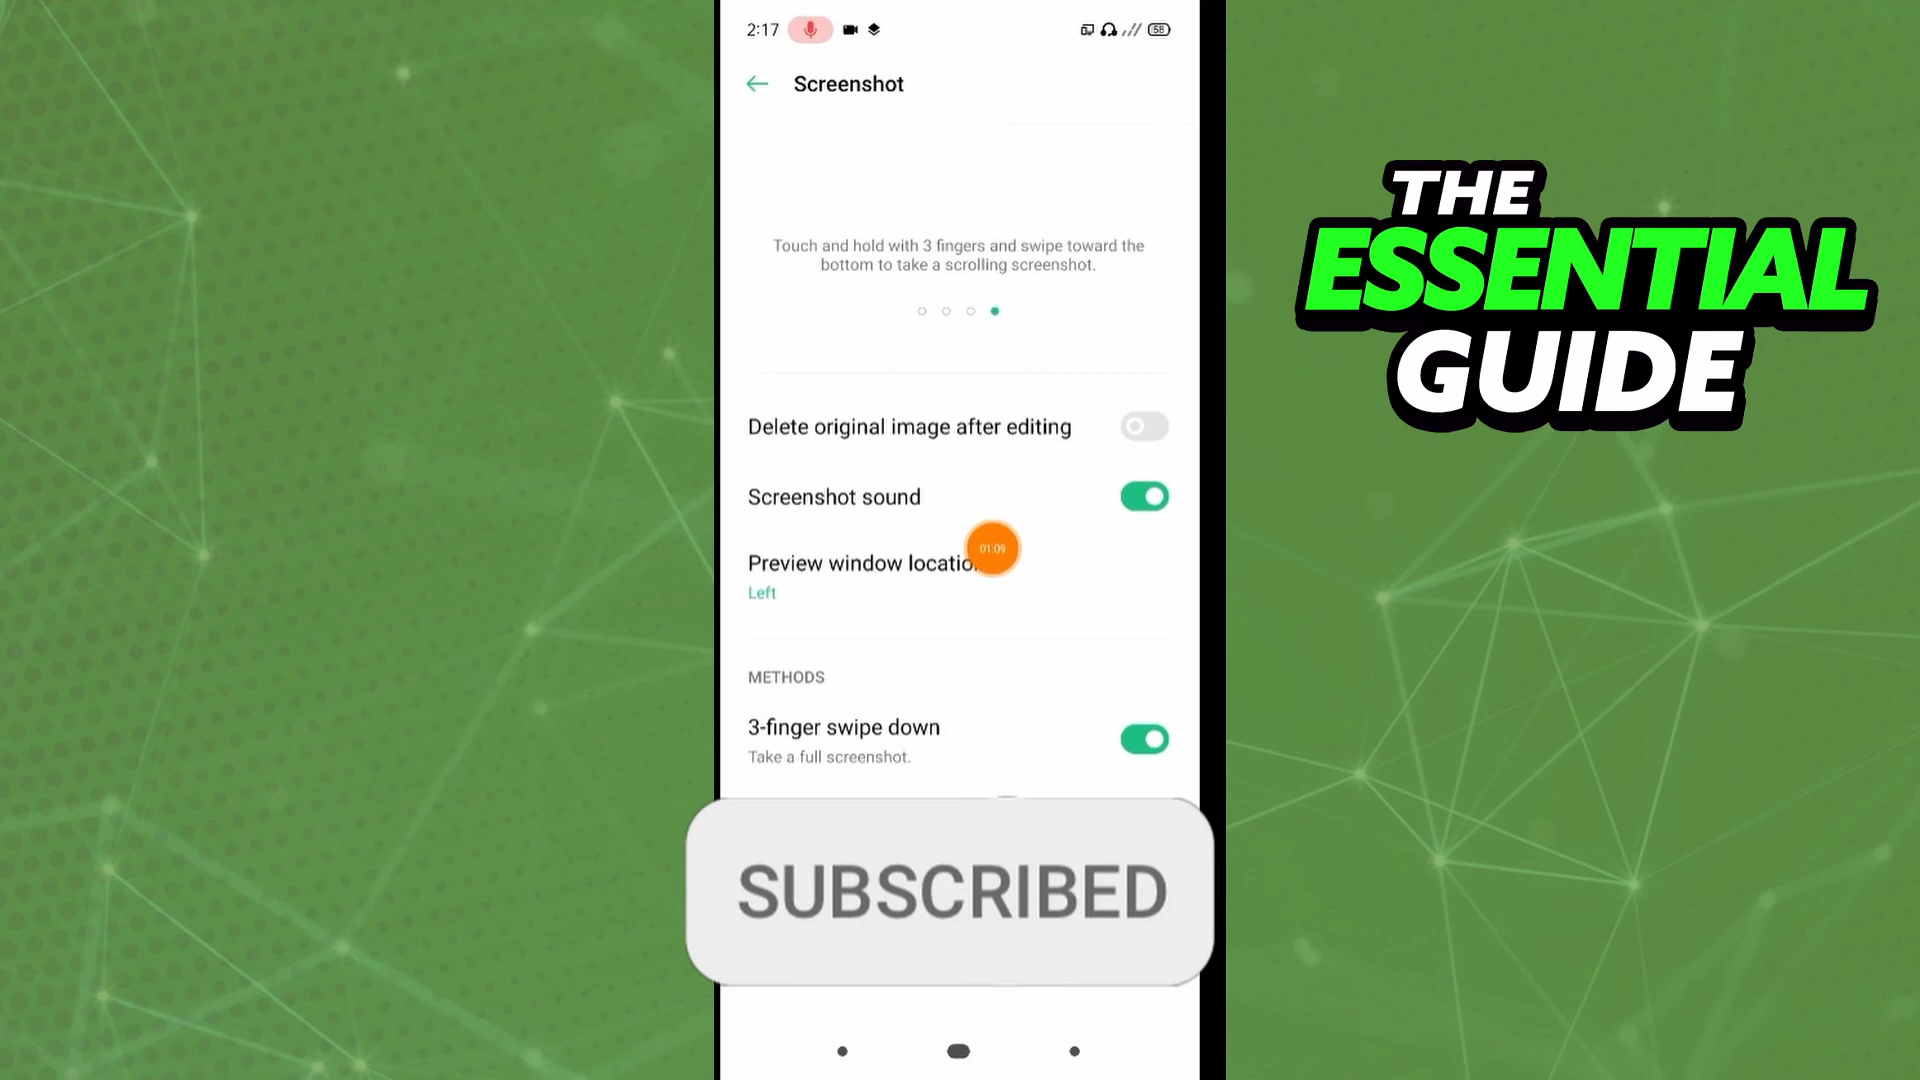 2:17
58
Screenshot
Touch and hold with 3 fingers and swipe toward the
bottom to take a scrolling screenshot.
Delete original image after editing
Screenshot sound
01:09
Preview window locatio
Left
METHODS
3-finger swipe down
Take a full screenshot.
SUBSCRIBED
THE
ESSENTIAL
GUIDE